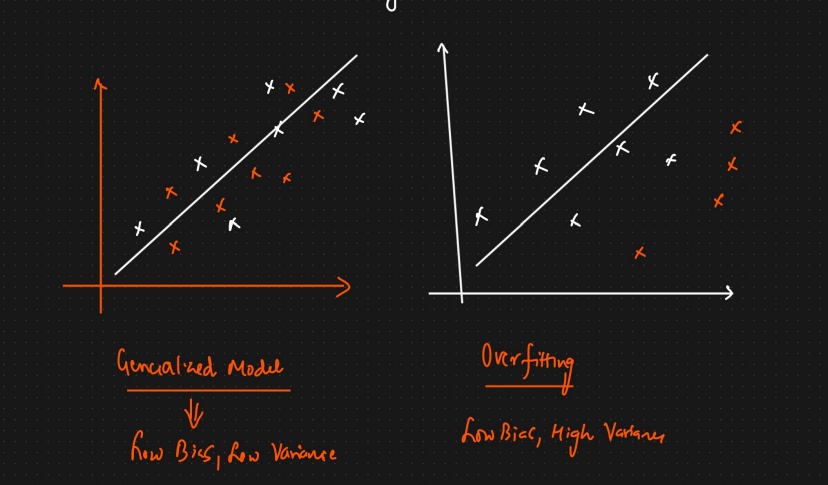 Generalized Model
Low Bias, Low Variance
Overfitting
Low Bias, High Variance